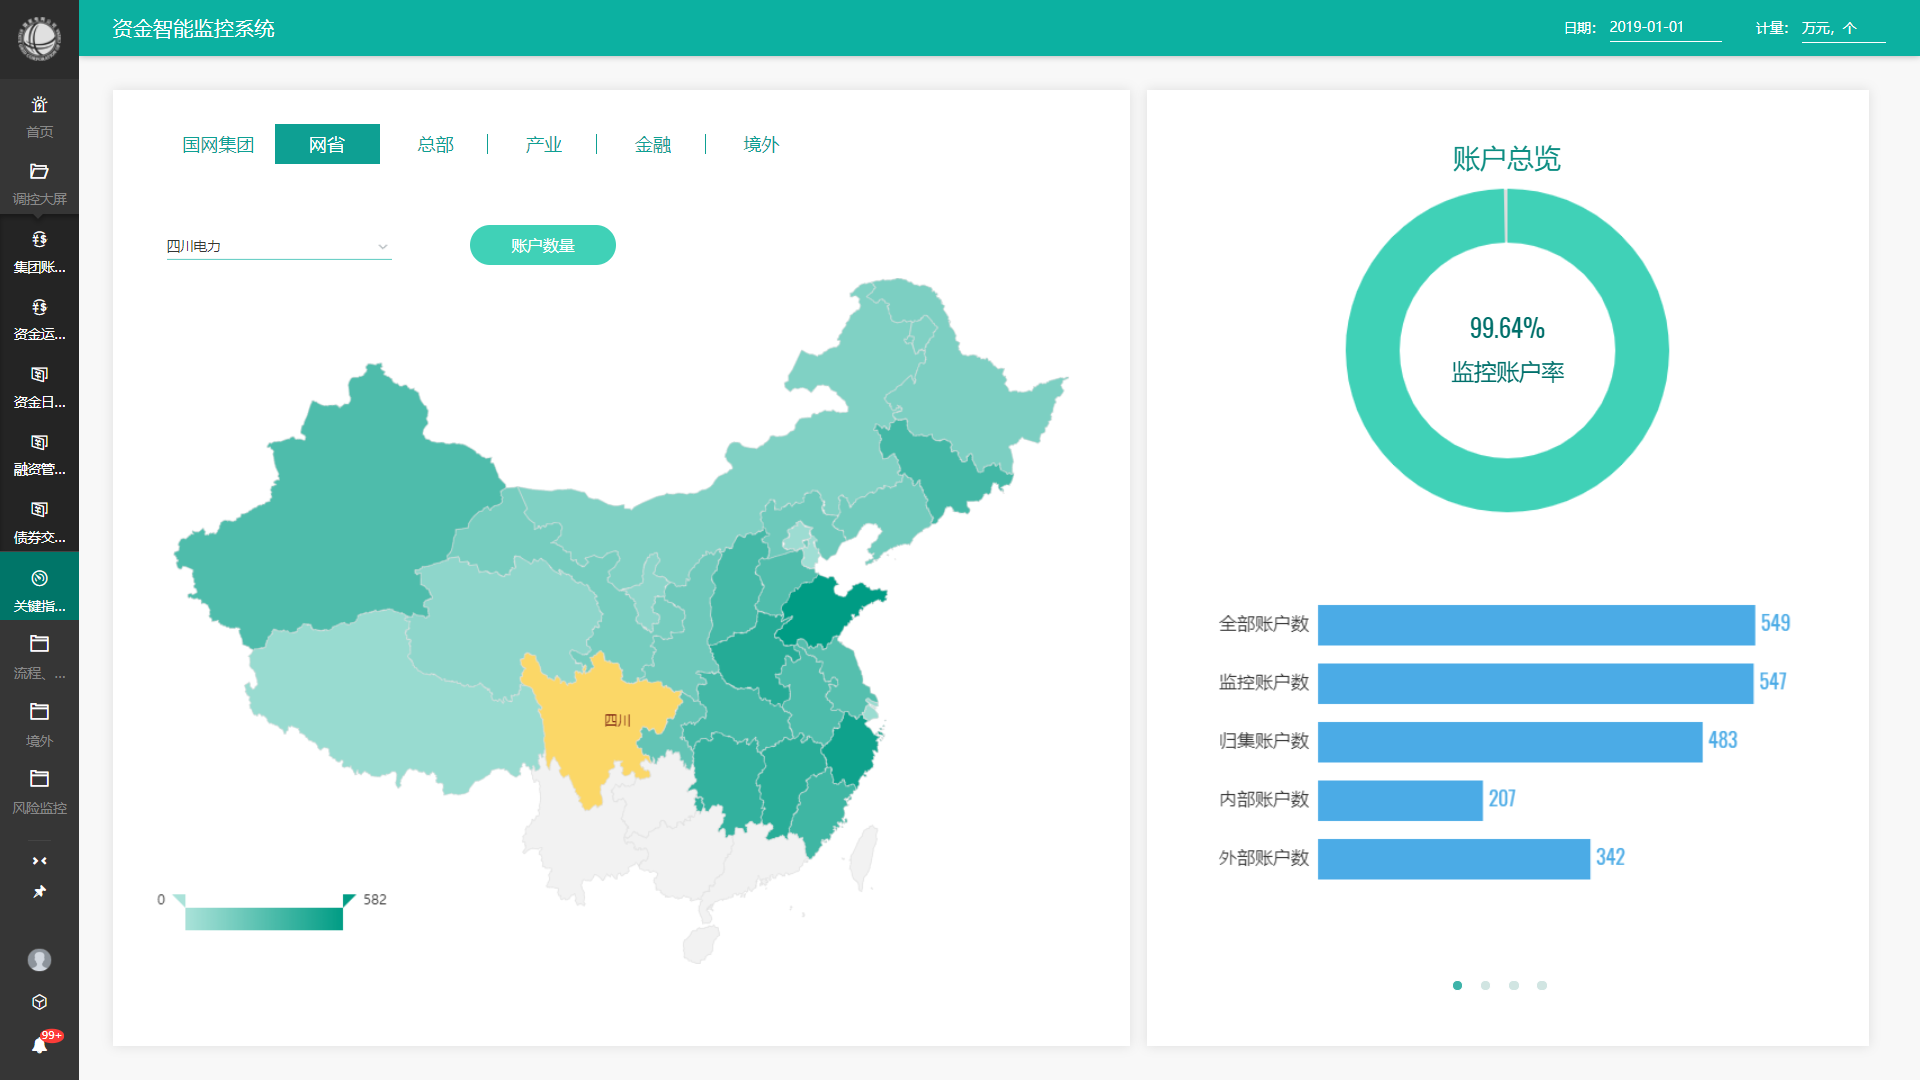 资金智能监控系统
日期： 2019-01-01 计量： 万元，个
首页
调控大屏
集团账...
资金运...
资金日...
融资管...
债券交...
关键指...
流程、...
境外
风险监控
99+
国网集团 网省 总部 产业 金融 境外
四川电力 账户数量
四川
0 582
账户总览
99.64%
监控账户率
全部账户数 549
监控账户数 547
归集账户数 483
内部账户数 207
外部账户数 342